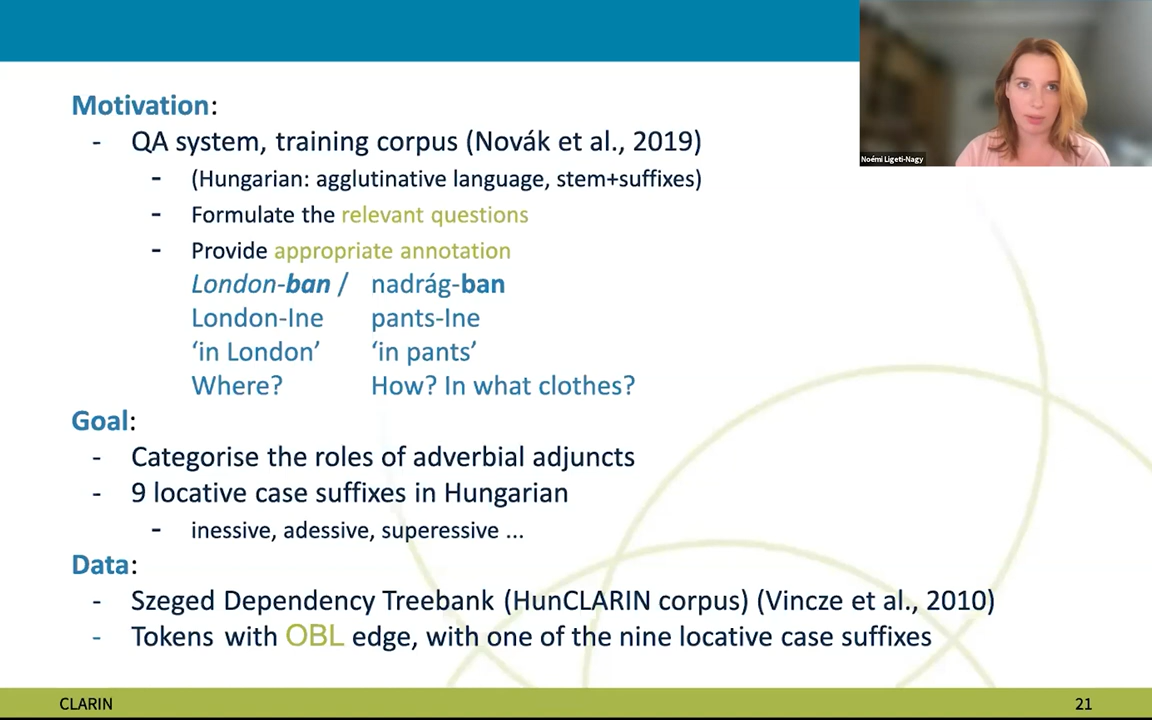 Motivation:
- QA system, training corpus (Novák et al., 2019)
- (Hungarian: agglutinative language, stem+suffixes)
- Formulate the relevant questions
- Provide appropriate annotation
London-ban / nadrág-ban
London-Ine pants-Ine
‘in London’ ‘in pants’
Where? How? In what clothes?
Goal:
- Categorise the roles of adverbial adjuncts
- 9 locative case suffixes in Hungarian
- inessive, adessive, superessive ...
Data:
- Szeged Dependency Treebank (HunCLARIN corpus) (Vincze et al., 2010)
- Tokens with OBL edge, with one of the nine locative case suffixes
CLARIN 21
Noémi Ligeti-Nagy